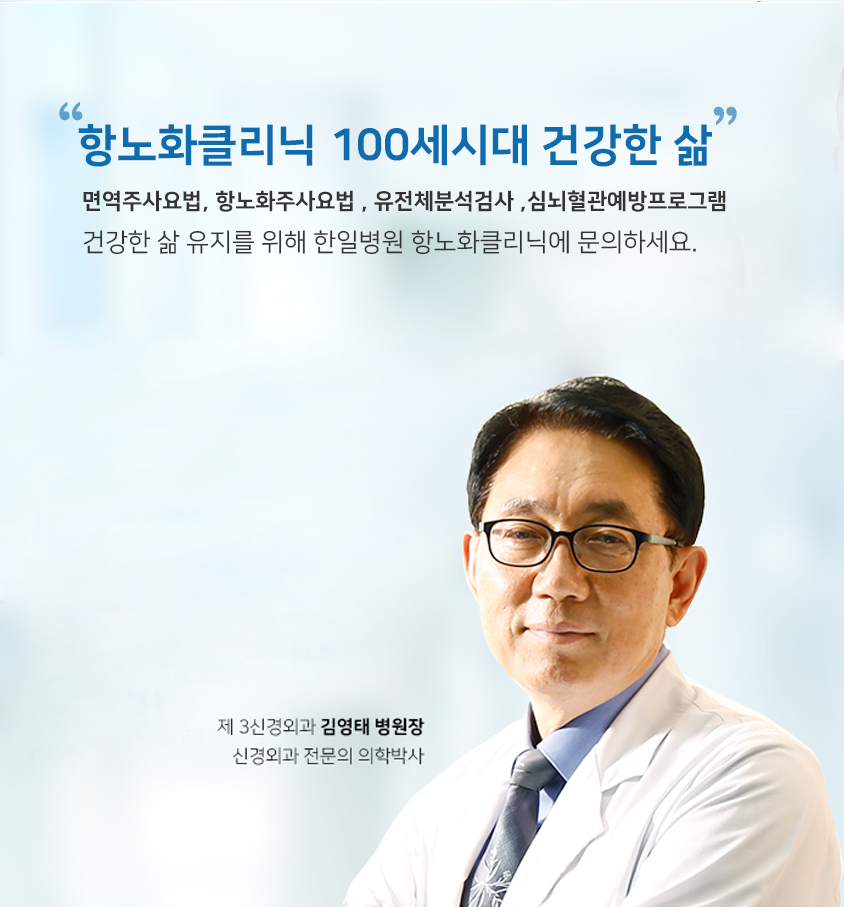 “항노화클리닉 100세시대 건강한 삶”
면역주사요법, 항노화주사요법 , 유전체분석검사 ,심뇌혈관예방프로그램
건강한 삶 유지를 위해 한일병원 항노화클리닉에 문의하세요.
제 3신경외과 김영태 병원장
신경외과 전문의 의학박사